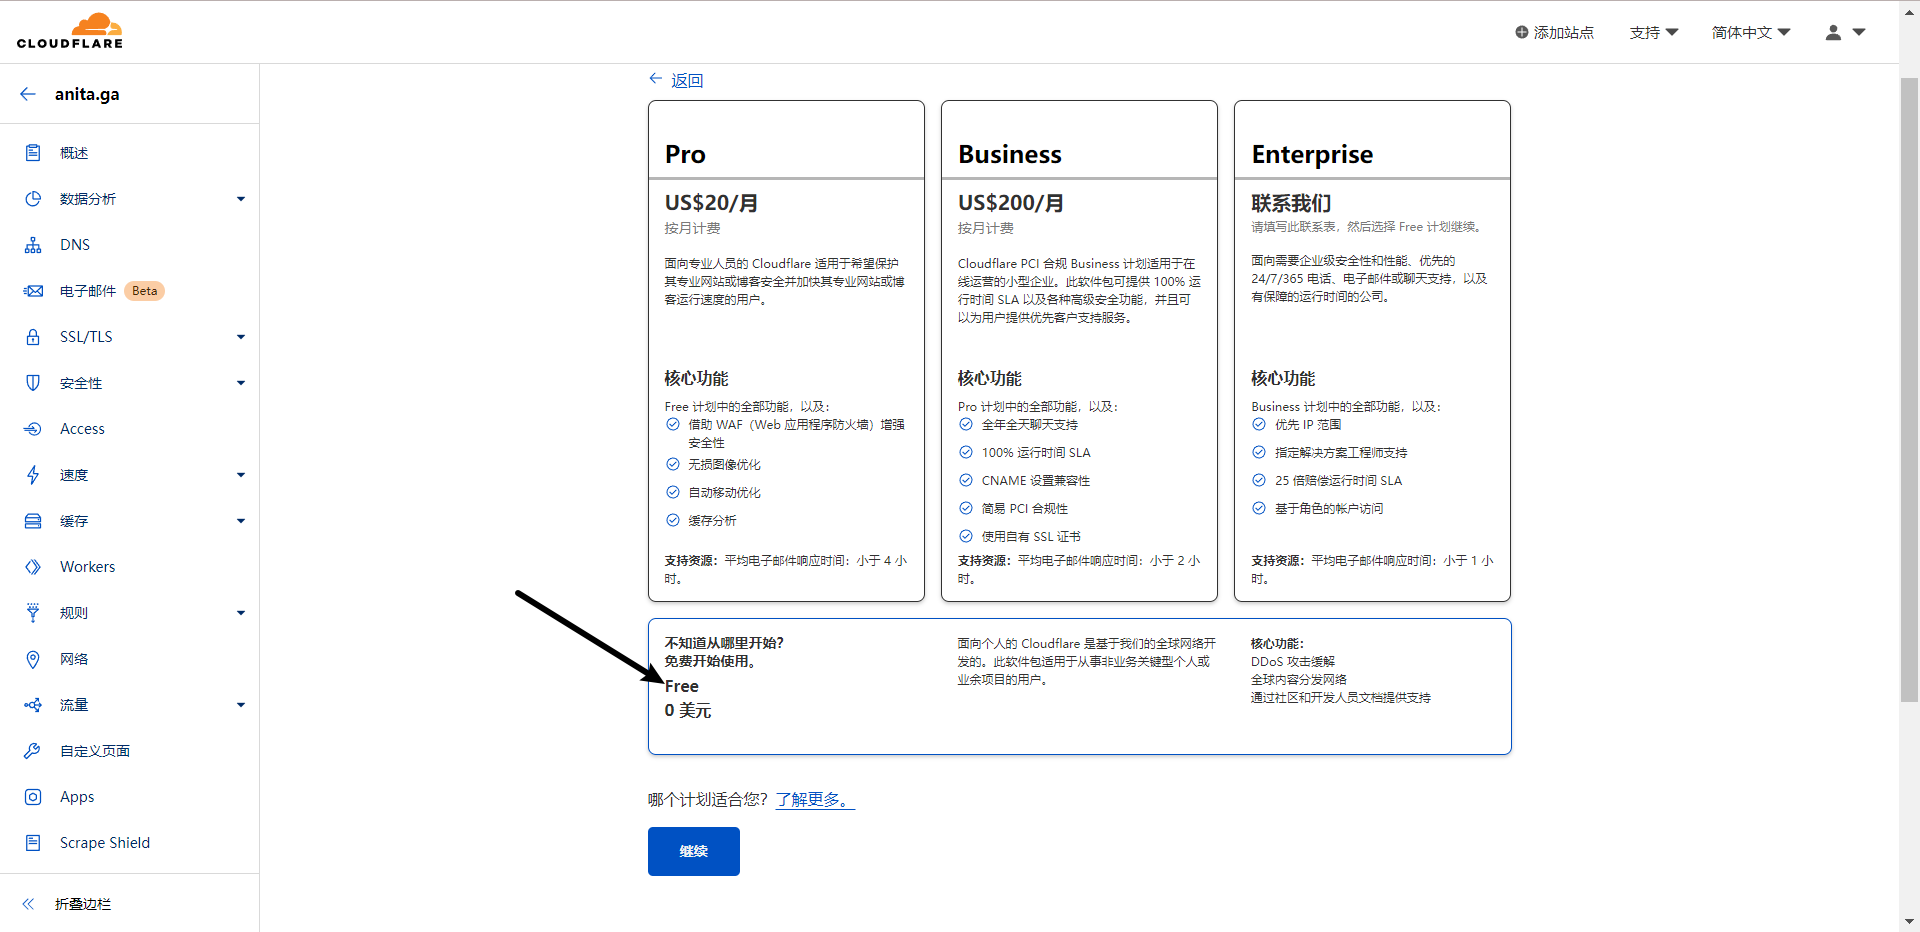 CLOUDFLARE
添加站点
支持
简体中文
anita.ga
概述
数据分析
DNS
电子邮件 Beta
SSL/TLS
安全性
Access
速度
缓存
Workers
规则
网络
流量
自定义页面
Apps
Scrape Shield
折叠边栏
返回
Pro
US$20/月
按月计费
面向专业人员的 Cloudflare 适用于希望保护
其专业网站或博客安全并加快其专业网站或博
客运行速度的用户。
核心功能
Free 计划中的全部功能，以及：
借助 WAF（Web 应用程序防火墙）增强
安全性
无损图像优化
自动移动优化
缓存分析
支持资源：平均电子邮件响应时间：小于 4 小
时。
Business
US$200/月
按月计费
Cloudflare PCI 合规 Business 计划适用于在
线运营的小型企业。此软件包可提供 100% 运
行时间 SLA 以及各种高级安全功能，并且可
以为用户提供优先客户支持服务。
核心功能
Pro 计划中的全部功能，以及：
全年全天聊天支持
100% 运行时间 SLA
CNAME 设置兼容性
简易 PCI 合规性
使用自有 SSL 证书
支持资源：平均电子邮件响应时间：小于 2 小
时。
Enterprise
联系我们
请填写此联系表，然后选择 Free 计划继续。
面向需要企业级安全性和性能、优先的
24/7/365 电话、电子邮件或聊天支持，以及
有保障的运行时间的公司。
核心功能
Business 计划中的全部功能，以及：
优先 IP 范围
指定解决方案工程师支持
25 倍赔偿运行时间 SLA
基于角色的帐户访问
支持资源：平均电子邮件响应时间：小于 1 小
时。
不知道从哪里开始？
免费开始使用。
Free
0 美元
面向个人的 Cloudflare 是基于我们的全球网络开
发的。此软件包适用于从事非业务关键型个人或
业余项目的用户。
核心功能：
DDoS 攻击缓解
全球内容分发网络
通过社区和开发人员文档提供支持
哪个计划适合您？了解更多。
继续